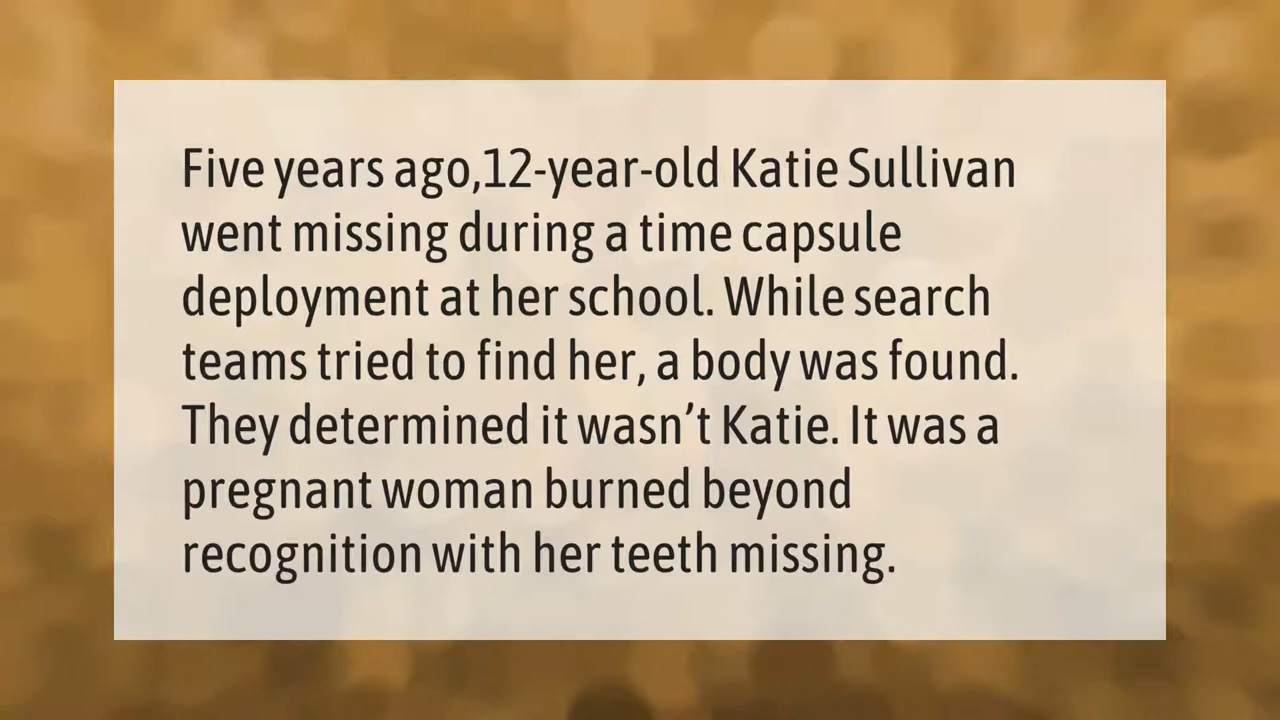 Five years ago,12-year-old Katie Sullivan
went missing during a time capsule
deployment at her school. While search
teams tried to find her, a body was found.
They determined it wasn’t Katie. It was a
pregnant woman burned beyond
recognition with her teeth missing.